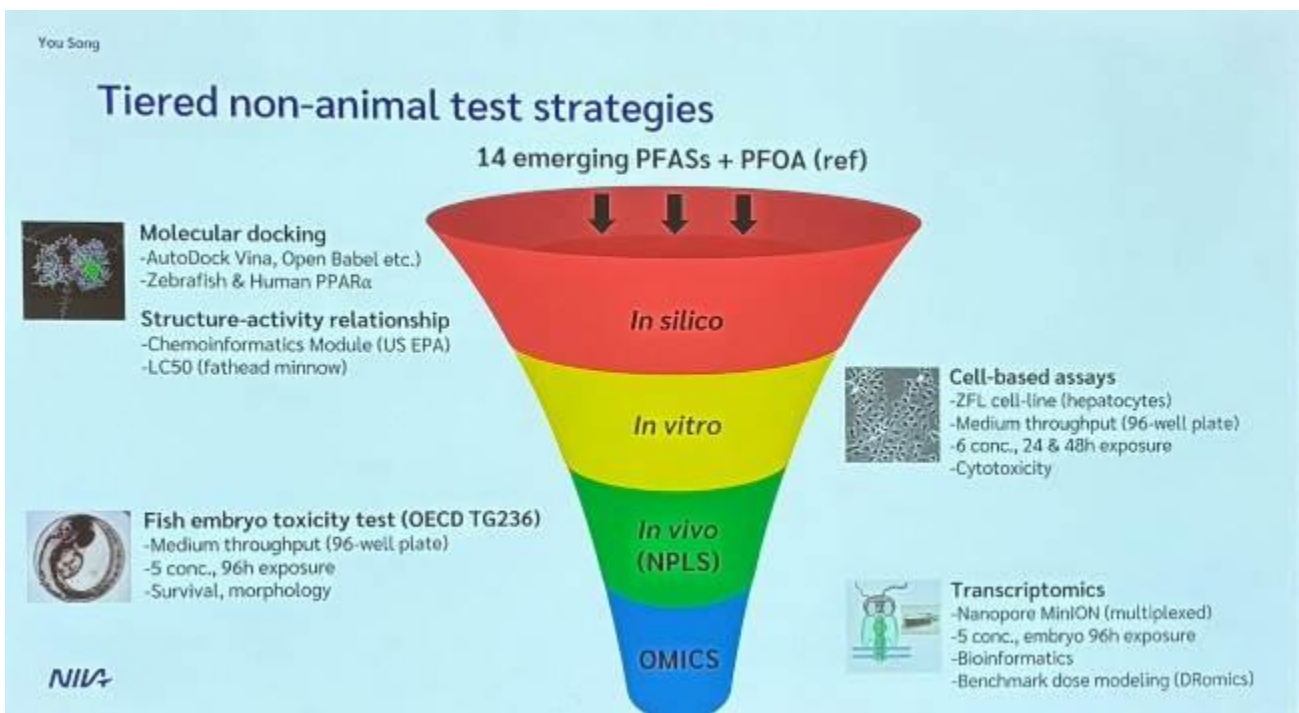 You Song
Tiered non-animal test strategies
14 emerging PFASs + PFOA (ref)
Molecular docking
-AutoDock Vina, Open Babel etc.)
-Zebrafish & Human PPARα
Structure-activity relationship
-Chemoinformatics Module (US EPA)
-LC50 (fathead minnow)
In silico
Cell-based assays
-ZFL cell-line (hepatocytes)
-Medium throughput (96-well plate)
-6 conc., 24 & 48h exposure
-Cytotoxicity
In vitro
Fish embryo toxicity test (OECD TG236)
-Medium throughput (96-well plate)
-5 conc., 96h exposure
-Survival, morphology
In vivo
(NPLS)
Transcriptomics
-Nanopore MinION (multiplexed)
-5 conc., embryo 96h exposure
-Bioinformatics
-Benchmark dose modeling (DRomics)
OMICS
NIVA